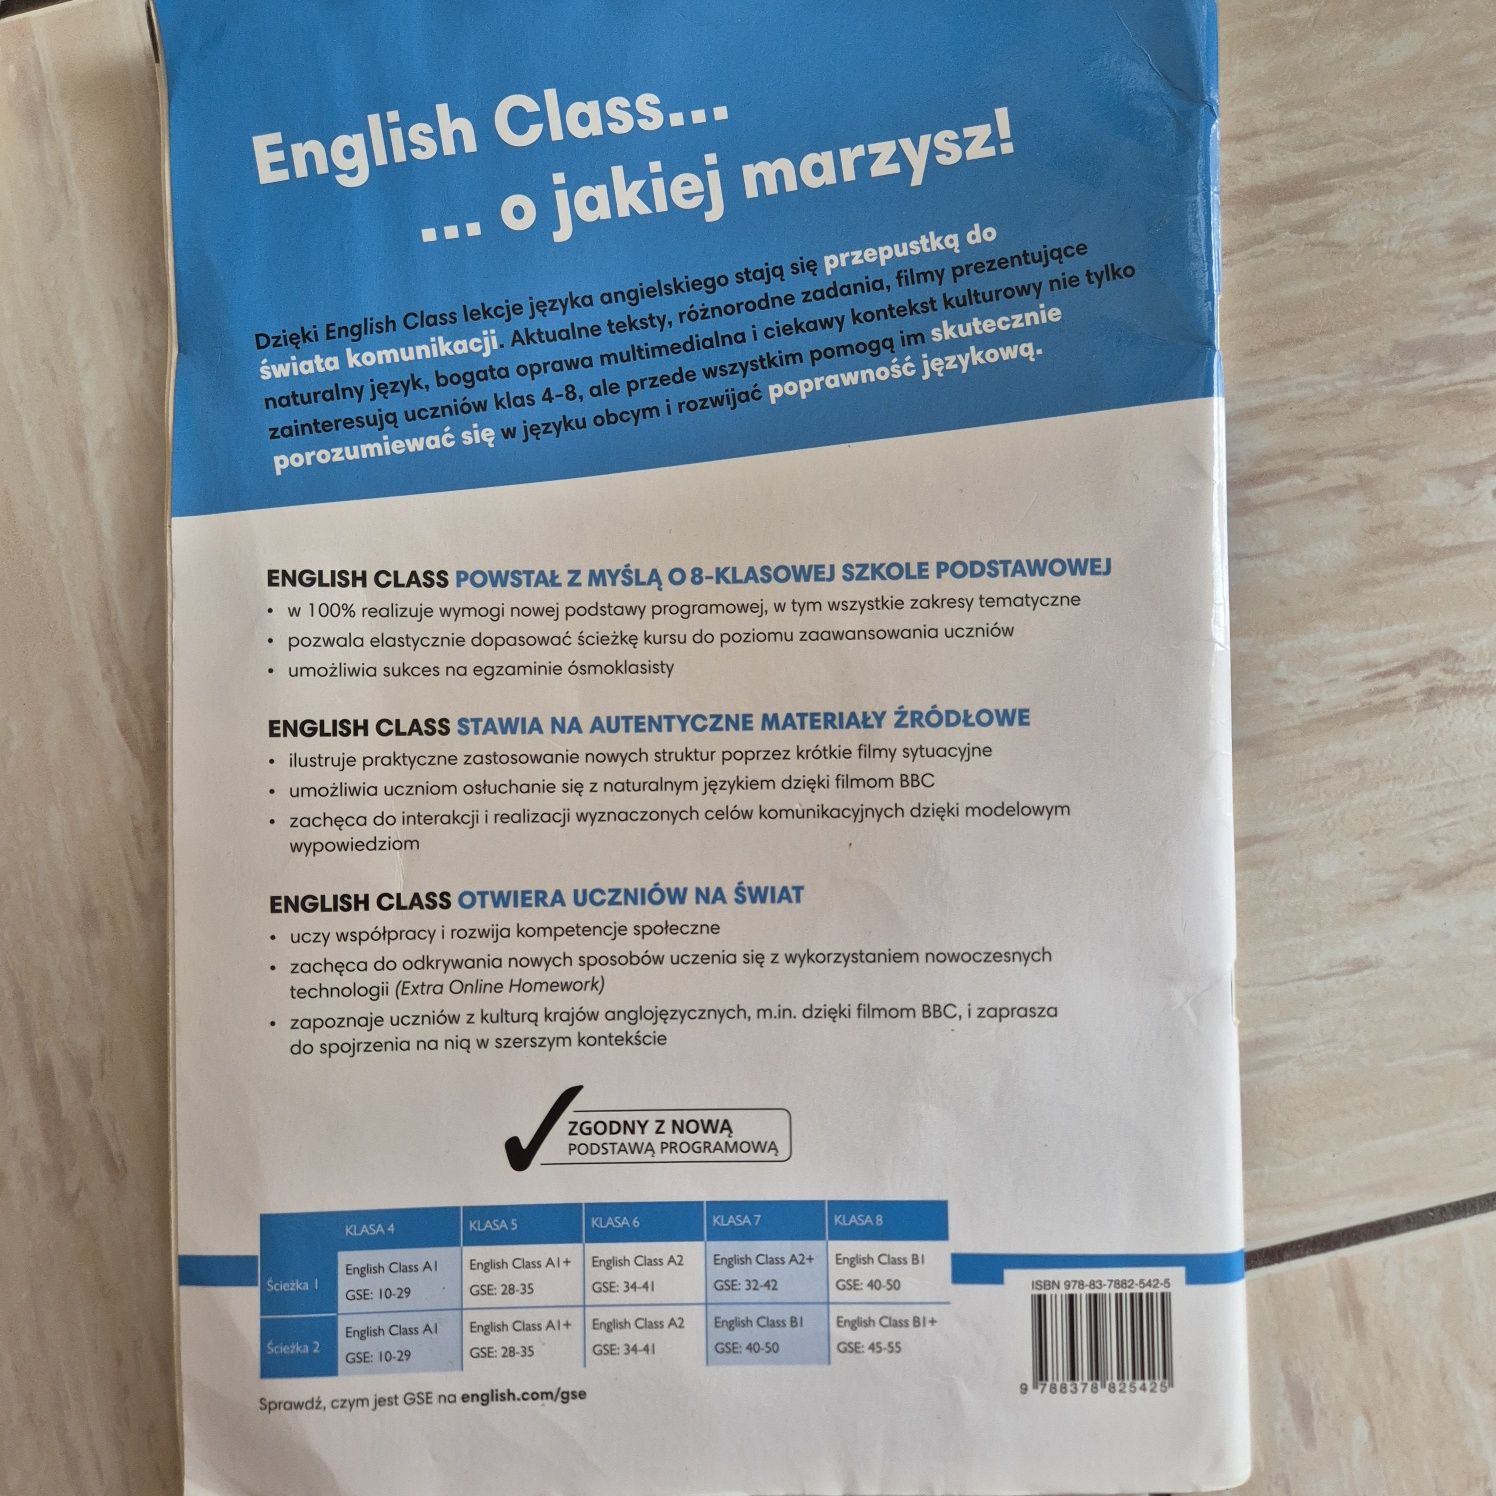 English Class...
... o jakiej marzysz!
Dzięki English Class lekcje języka angielskiego stają się przepustką do
świata komunikacji. Aktualne teksty, różnorodne zadania, filmy prezentujące
naturalny język, bogata oprawa multimedialna i ciekawy kontekst kulturowy nie tylko
zainteresują uczniów klas 4-8, ale przede wszystkim pomogą im skutecznie
porozumiewać się w języku obcym i rozwijać poprawność językową.
ENGLISH CLASS POWSTAŁ Z MYŚLĄ O 8-KLASOWEJ SZKOLE PODSTAWOWEJ
• w 100% realizuje wymogi nowej podstawy programowej, w tym wszystkie zakresy tematyczne
• pozwala elastycznie dopasować ścieżkę kursu do poziomu zaawansowania uczniów
• umożliwia sukces na egzaminie ósmoklasisty
ENGLISH CLASS STAWIA NA AUTENTYCZNE MATERIAŁY ŹRÓDŁOWE
• ilustruje praktyczne zastosowanie nowych struktur poprzez krótkie filmy sytuacyjne
• umożliwia uczniom osłuchanie się z naturalnym językiem dzięki filmom BBC
• zachęca do interakcji i realizacji wyznaczonych celów komunikacyjnych dzięki modelowym
wypowiedziom
ENGLISH CLASS OTWIERA UCZNIÓW NA ŚWIAT
• uczy współpracy i rozwija kompetencje społeczne
• zachęca do odkrywania nowych sposobów uczenia się z wykorzystaniem nowoczesnych
technologii (Extra Online Homework)
• zapoznaje uczniów z kulturą krajów anglojęzycznych, m.in. dzięki filmom BBC, i zaprasza
do spojrzenia na nią w szerszym kontekście
ZGODNY Z NOWĄ
PODSTAWĄ PROGRAMOWĄ
KLASA 4 KLASA 5 KLASA 6 KLASA 7 KLASA 8
Ścieżka 1 English Class A1 English Class A1+ English Class A2 English Class A2+ English Class B1
GSE: 10-29 GSE: 28-35 GSE: 34-41 GSE: 32-42 GSE: 40-50
Ścieżka 2 English Class A1 English Class A1+ English Class A2 English Class B1 English Class B1+
GSE: 10-29 GSE: 28-35 GSE: 34-41 GSE: 40-50 GSE: 45-55
Sprawdź, czym jest GSE na english.com/gse
ISBN 978-83-7882-542-5
9 788378 825425